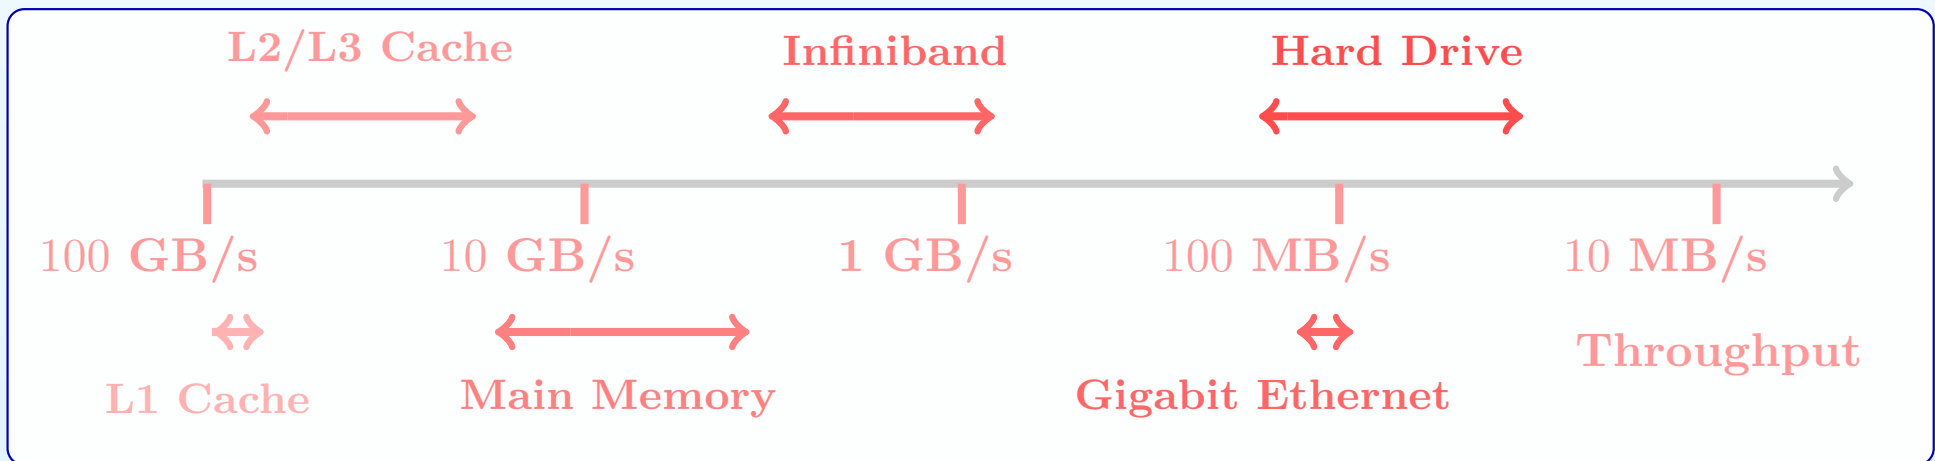 L2/L3 Cache
Infiniband
Hard Drive
100 GB/s
10 GB/s
1 GB/s
100 MB/s
10 MB/s
Throughput
L1 Cache
Main Memory
Gigabit Ethernet